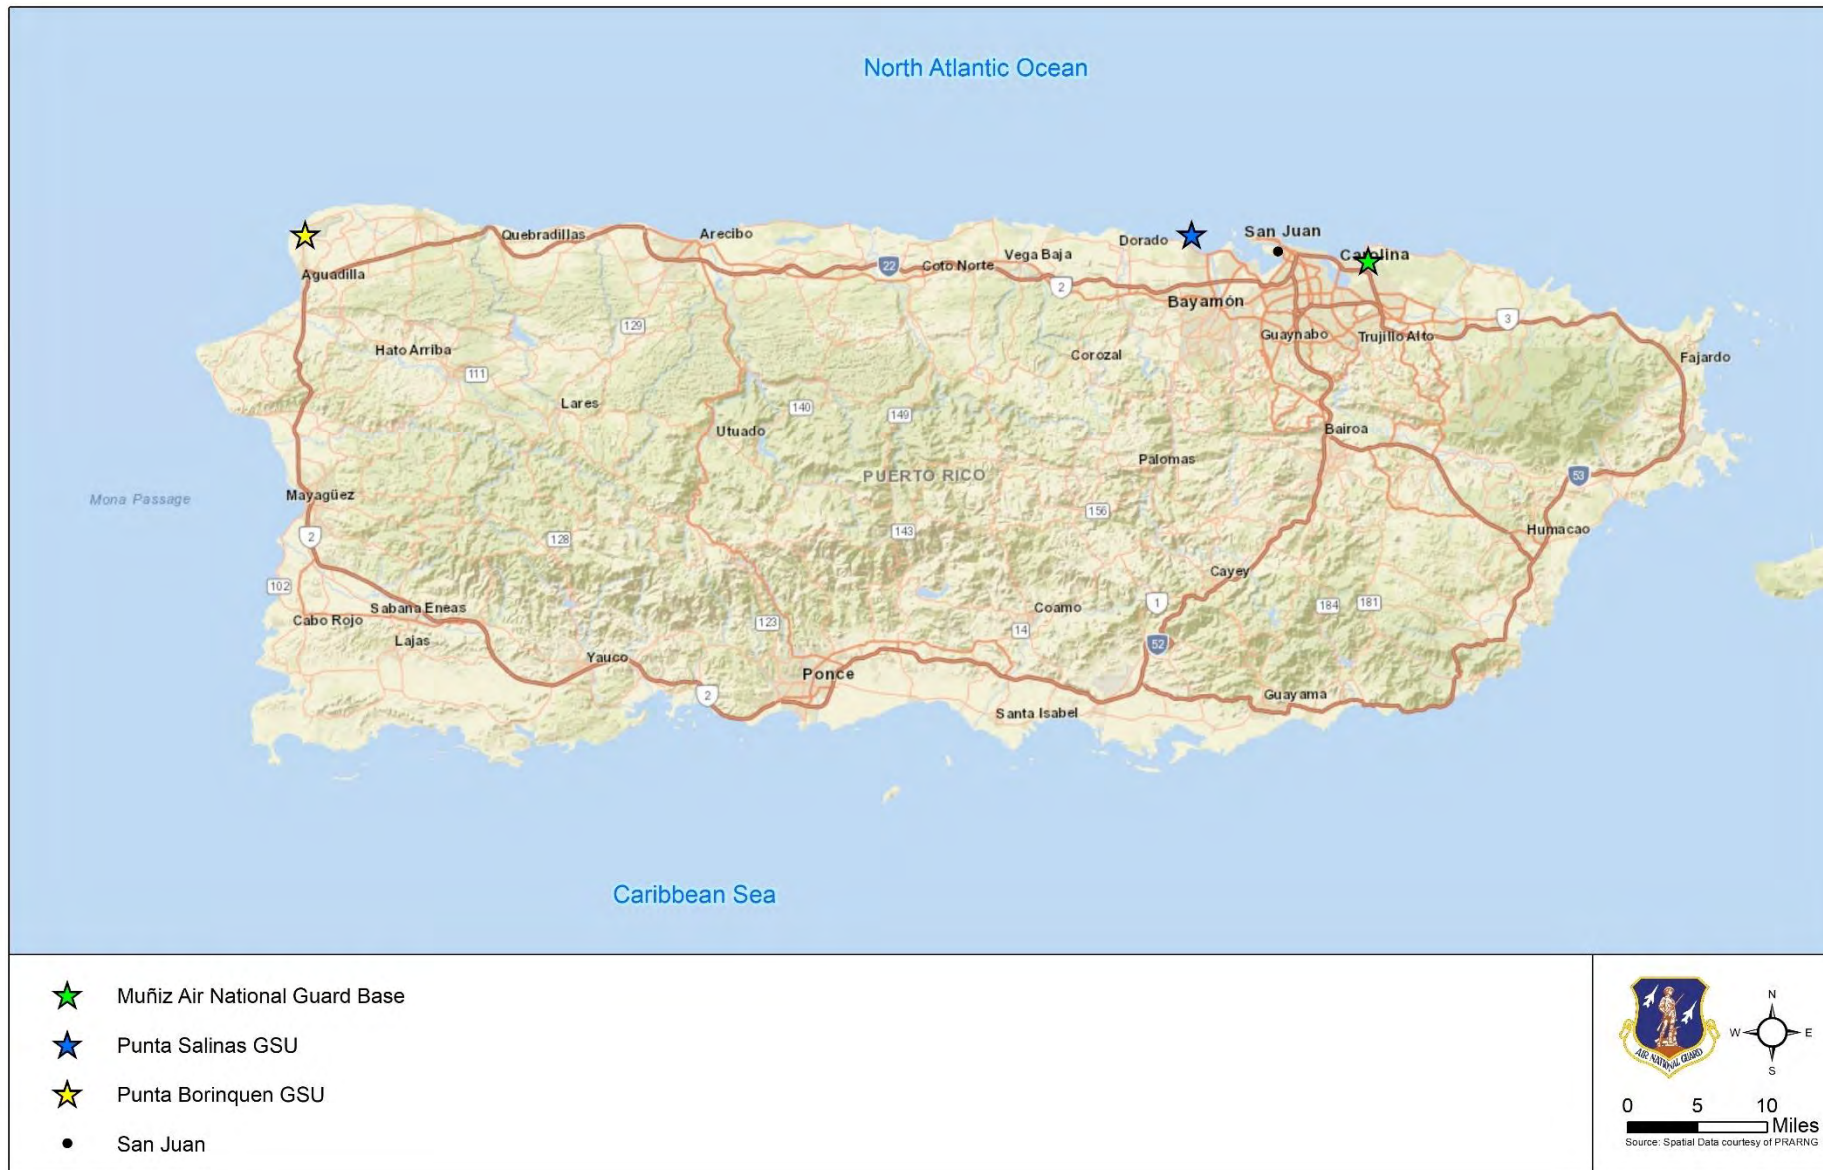 North Atlantic Ocean
San Juan
Quebradillas
Arecibo
Dorado
Vega Baja
Carolina
22
Coto Norte
Aguadilla
2
Bayamón
3
129
Guaynabo
Trujillo Alto
Hato Arriba
Corozal
Fajardo
111
Lares
140
149
Utuado
Bairoa
Palomas
PUERTO RICO
53
Mayagüez
Mona Passage
156
143
Humacao
2
128
Cayey
102
Sabana Eneas
Coamo
1
184
181
Cabo Rojo
123
14
Lajas
52
Yauco
Ponce
2
Guayama
Santa Isabel
Caribbean Sea
Muñiz Air National Guard Base
Punta Salinas GSU
Punta Borinquen GSU
San Juan
AIR NATIONAL GUARD
N
W E
S
0 5 10
Miles
Source: Spatial Data courtesy of PRARNG